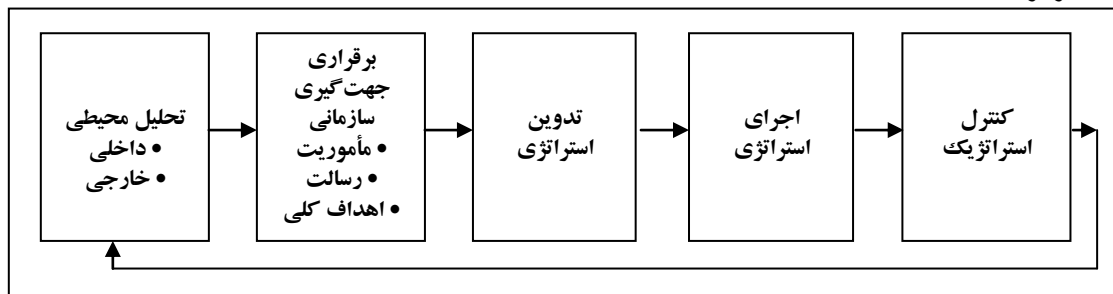 تحلیل محیطی
• داخلی
• خارجی
برقراری
جهت‌گیری
سازمانی
• مأموریت
• رسالت
• اهداف کلی
تدوین
استراتژی
اجرای
استراتژی
کنترل
استراتژیک